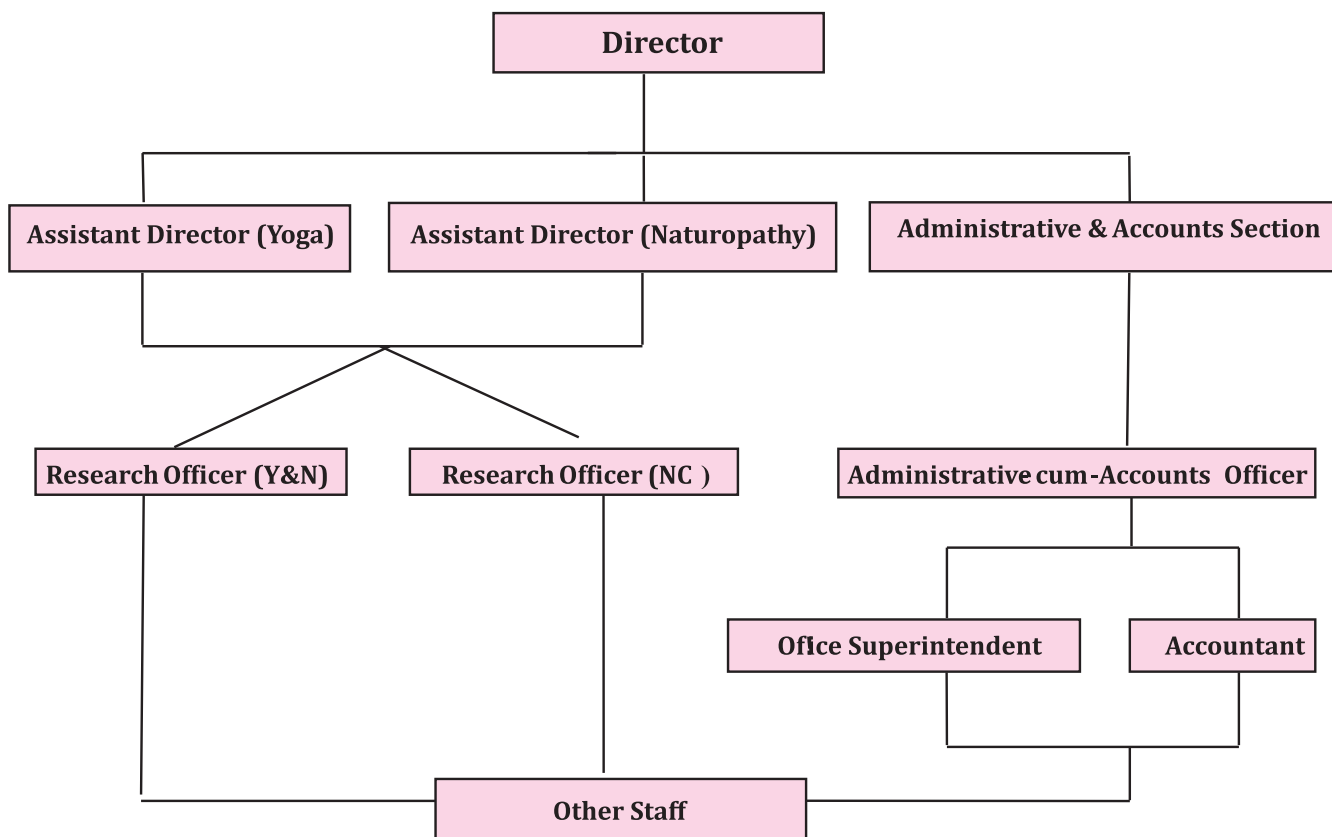 Director
Assistant Director (Yoga)
Assistant Director (Naturopathy)
Administrative & Accounts Section
Research Officer (Y&N)
Research Officer (NC )
Administrative cum-Accounts Officer
Office Superintendent
Accountant
Other Staff